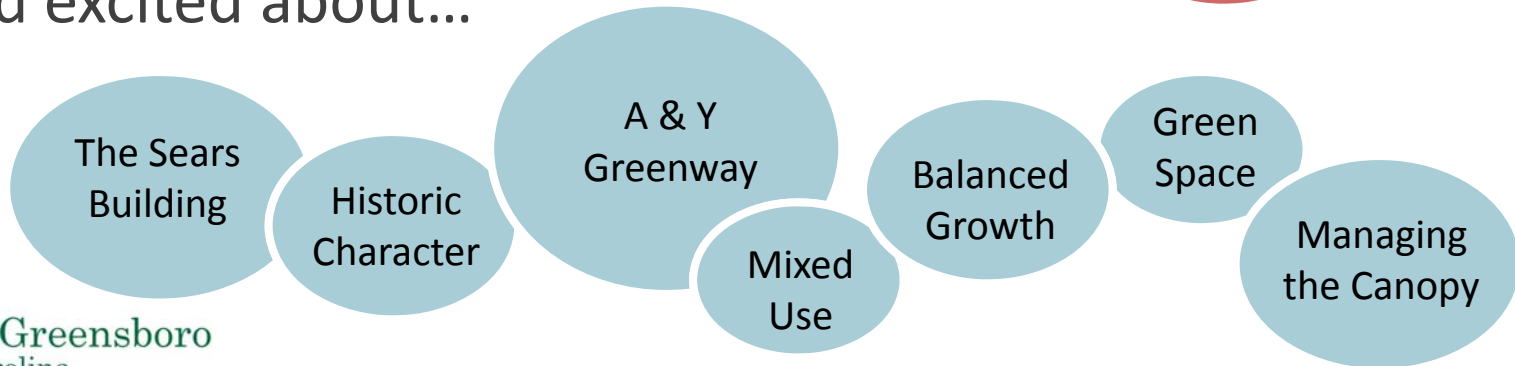 d excited about…
The Sears
Building
Historic
Character
A & Y
Greenway
Mixed
Use
Balanced
Growth
Green
Space
Managing
the Canopy
Greensboro